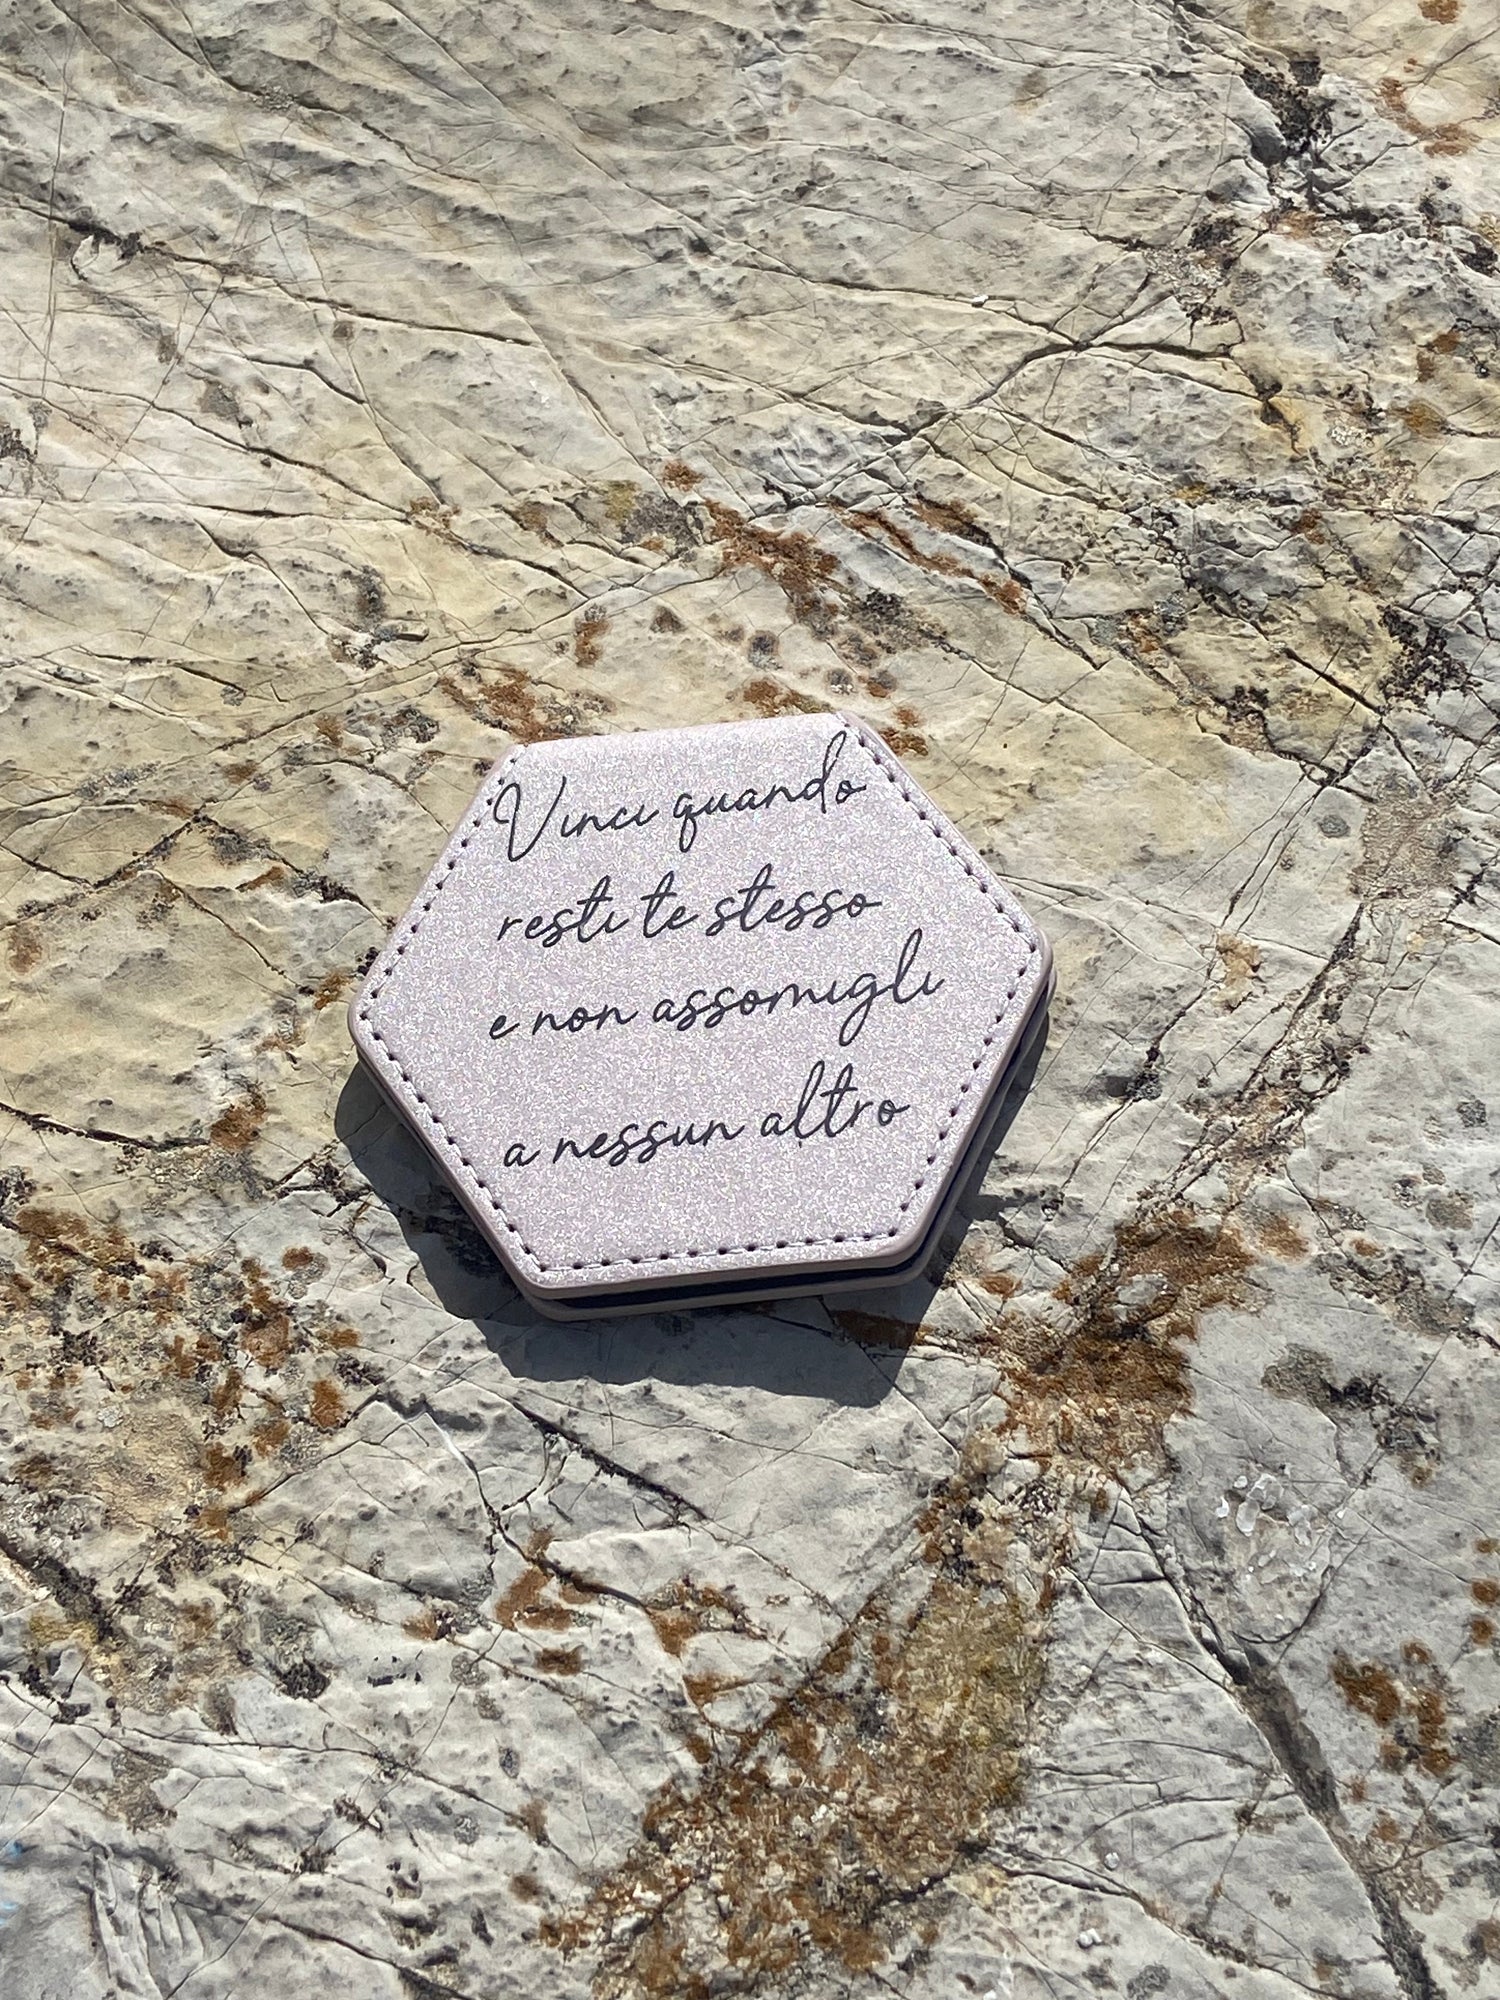 Vinci quando
resti te stesso
e non assomigli
a nessun altro